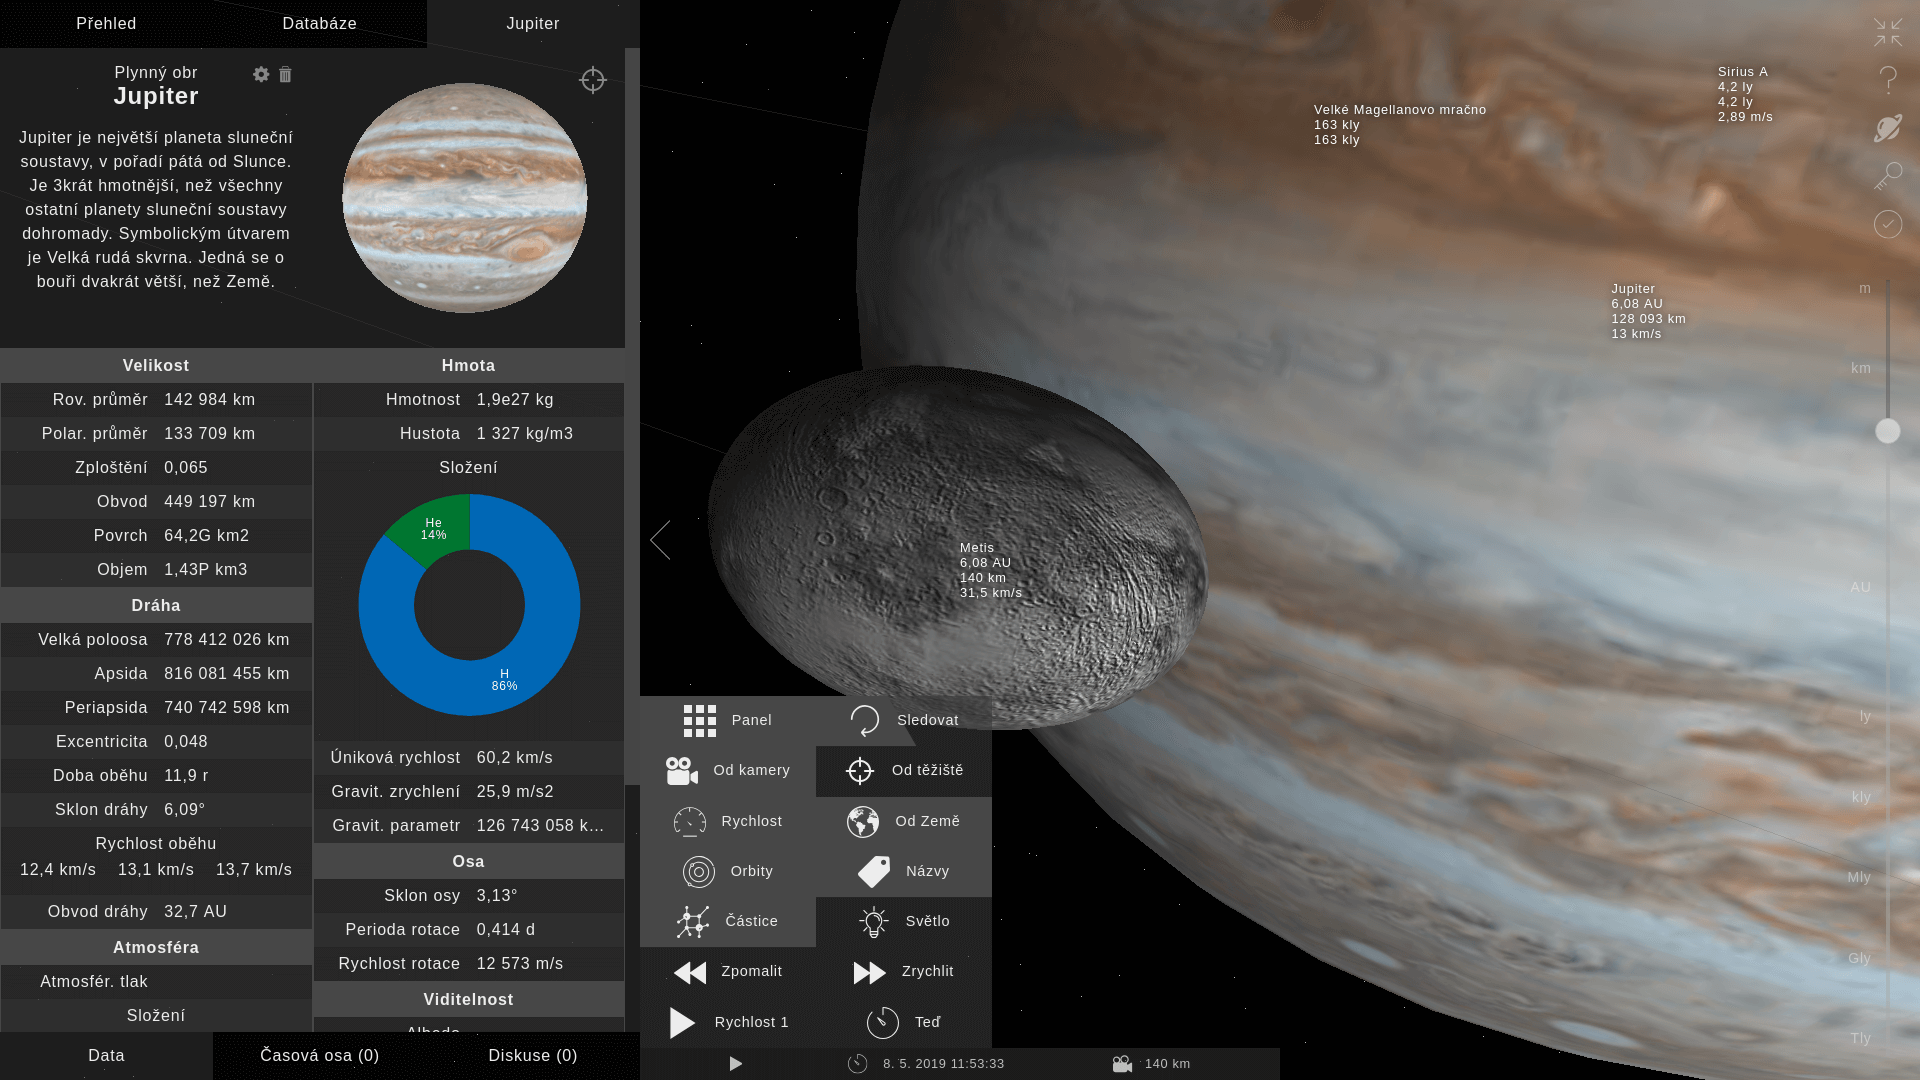 Přehled
Databáze
Jupiter
Plynný obr
Jupiter
Jupiter je největší planeta sluneční
soustavy, v pořadí pátá od Slunce.
Je 3krát hmotnější, než všechny
ostatní planety sluneční soustavy
dohromady. Symbolickým útvarem
je Velká rudá skvrna. Jedná se o
bouři dvakrát větší, než Země.
Velikost
Rov. průměr 142 984 km
Polar. průměr 133 709 km
Zploštění 0,065
Obvod 449 197 km
Povrch 64,2G km2
Objem 1,43P km3
Dráha
Velká poloosa 778 412 026 km
Apsida 816 081 455 km
Periapsida 740 742 598 km
Excentricita 0,048
Doba oběhu 11,9 r
Sklon dráhy 6,09°
Rychlost oběhu
12,4 km/s 13,1 km/s 13,7 km/s
Obvod dráhy 32,7 AU
Atmosféra
Atmosfér. tlak
Složení
Hmota
Hmotnost 1,9e27 kg
Hustota 1 327 kg/m3
Složení
He
14%
H
86%
Úniková rychlost 60,2 km/s
Gravit. zrychlení 25,9 m/s2
Gravit. parametr 126 743 058 k...
Osa
Sklon osy 3,13°
Perioda rotace 0,414 d
Rychlost rotace 12 573 m/s
Viditelnost
Albedo
Data
Časová osa (0)
Diskuse (0)
Velké Magellanovo mračno
163 kly
163 kly
Sirius A
4,2 ly
4,2 ly
2,89 m/s
Jupiter
6,08 AU
128 093 km
13 km/s
Metis
6,08 AU
140 km
31,5 km/s
m
km
AU
ly
kly
Mly
Gly
Tly
Panel
Sledovat
Od kamery
Od těžiště
Rychlost
Od Země
Orbity
Názvy
Částice
Světlo
Zpomalit
Zrychlit
Rychlost 1
Teď
8. 5. 2019 11:53:33
140 km